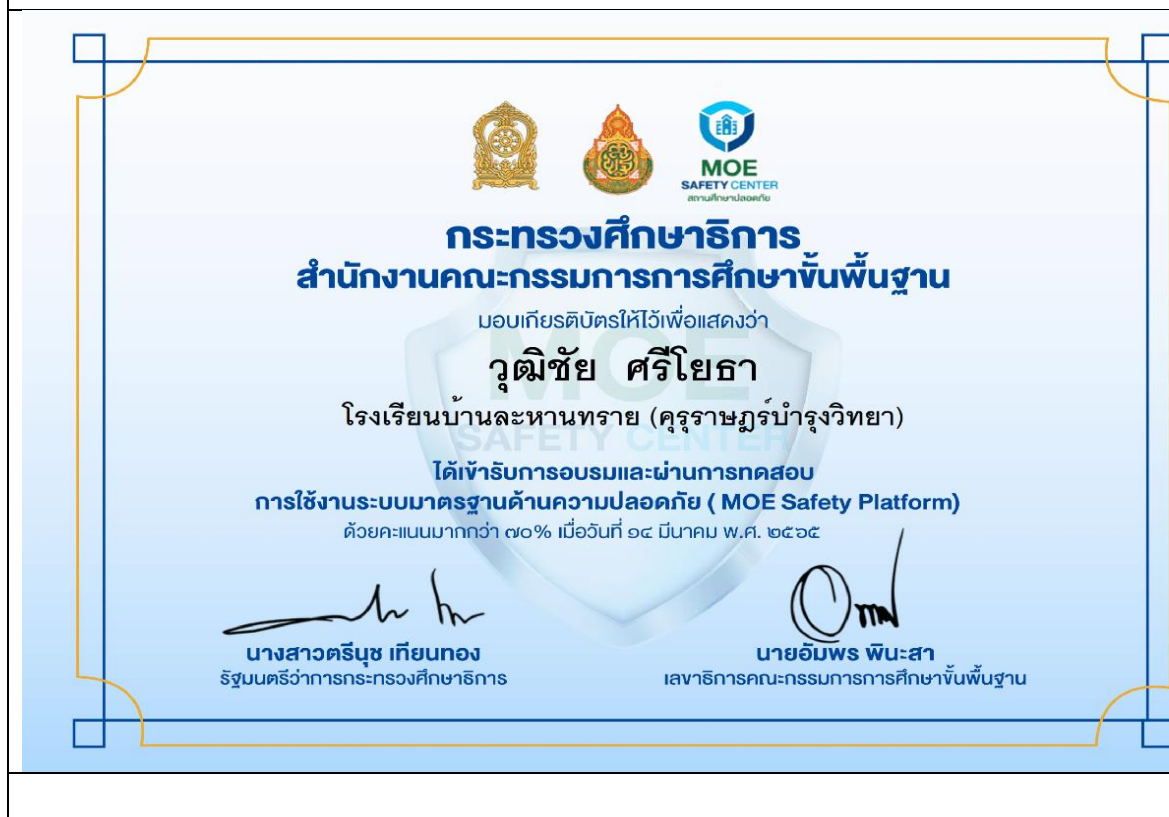 MOE
SAFETY CENTER
สถานศึกษาปลอดภัย
กระทรวงศึกษาธิการ
สำนักงานคณะกรรมการการศึกษาขั้นพื้นฐาน
มอบเกียรติบัตรให้ไว้เพื่อแสดงว่า
วุฒิชัย ศรีโยธา
โรงเรียนบ้านละหานทราย (คุรุราษฎร์บำรุงวิทยา)
MOE
SAFETY CENTER
ได้เข้ารับการอบรมและผ่านการทดสอบ
การใช้งานระบบมาตรฐานด้านความปลอดภัย ( MOE Safety Platform)
ด้วยคะแนนมากกว่า ๗๐% เมื่อวันที่ ๑๔ มีนาคม พ.ศ. ๒๕๖๕
นางสาวตรีนุช เทียนทอง
รัฐมนตรีว่าการกระทรวงศึกษาธิการ
นายอัมพร พินะสา
เลขาธิการคณะกรรมการการศึกษาขั้นพื้นฐาน